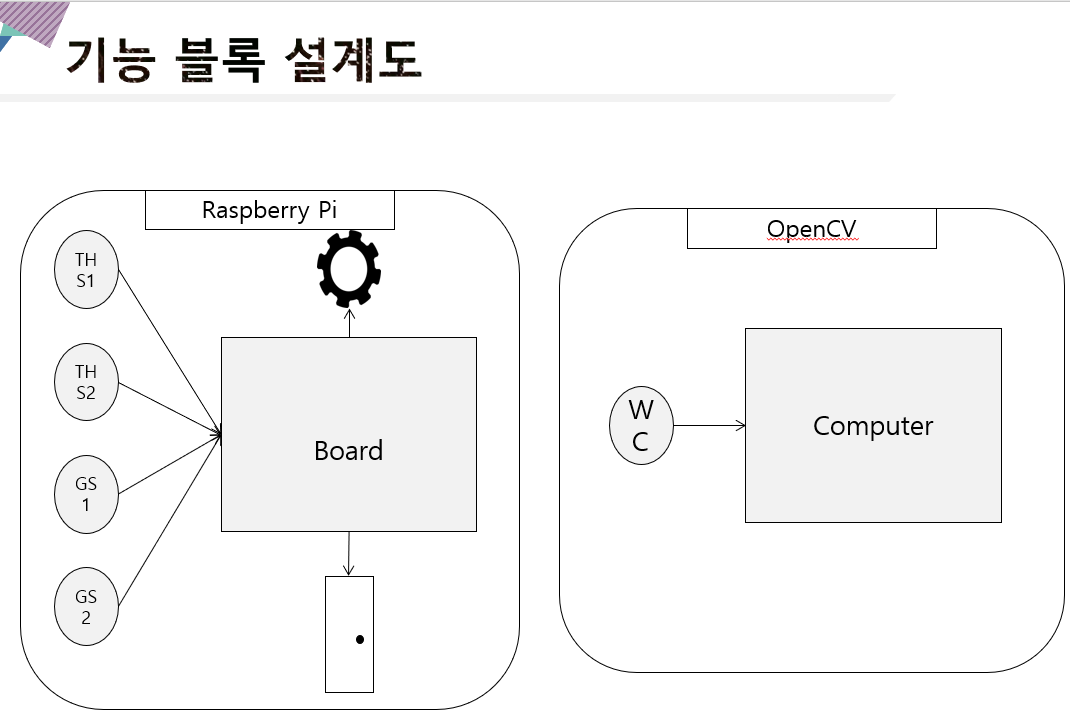 기능 블록 설계도
Raspberry Pi
TH
S1
TH
S2
GS
1
GS
2
Board
OpenCV
W
C
Computer